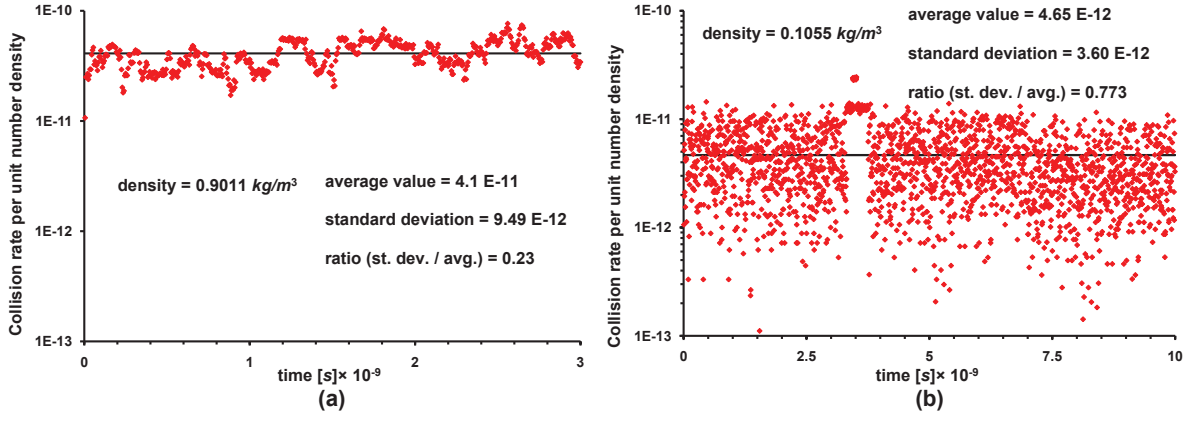 1E-10
1E-11
1E-12
1E-13
Collision rate per unit number density
density = 0.9011 kg/m³
average value = 4.1 E-11
standard deviation = 9.49 E-12
ratio (st. dev. / avg.) = 0.23
0
1
2
3
time [s]× 10⁻⁹
(a)
1E-10
1E-11
1E-12
1E-13
Collision rate per unit number density
density = 0.1055 kg/m³
average value = 4.65 E-12
standard deviation = 3.60 E-12
ratio (st. dev. / avg.) = 0.773
0
2.5
5
7.5
10
time [s]× 10⁻⁹
(b)